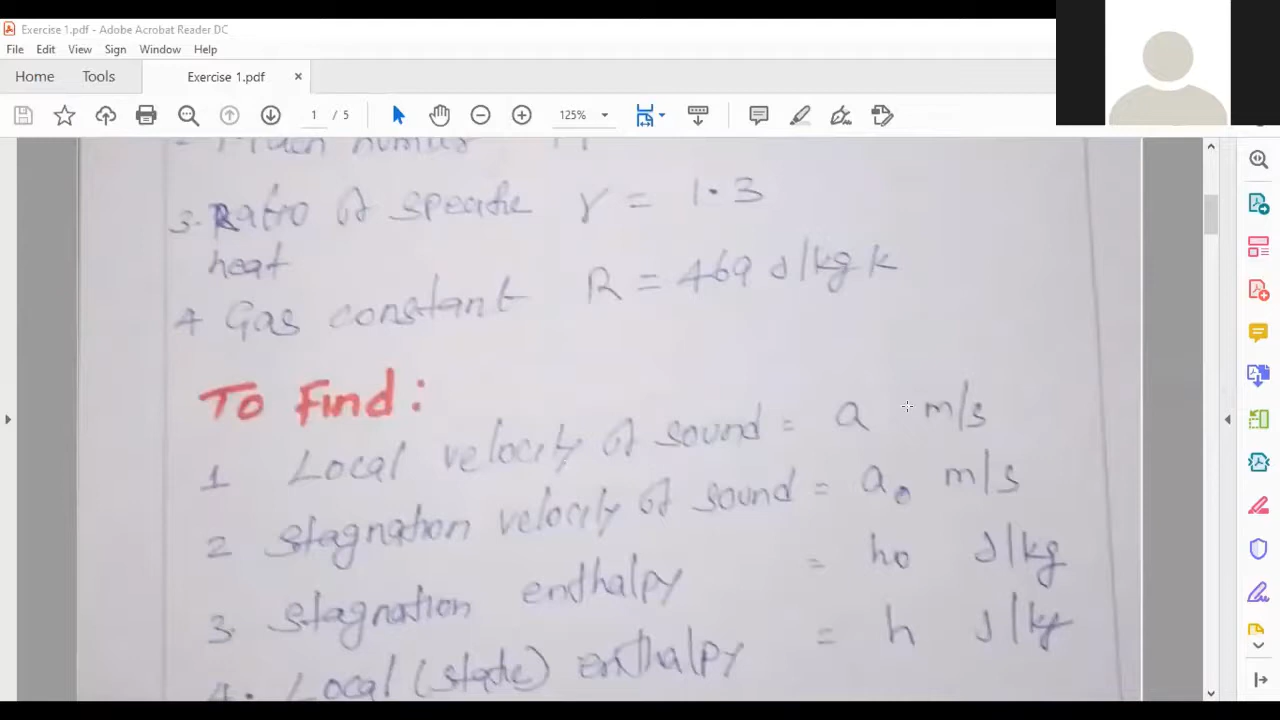 Exercise 1.pdf - Adobe Acrobat Reader DC
File Edit View Sign Window Help
Home Tools Exercise 1.pdf ×
1 / 5 125%
3. Ratio of specific γ = 1.3
heat
4 Gas constant R = 469 J/kg K
To Find:
1 Local velocity of sound = a m/s
2 Stagnation velocity of sound = a₀ m/s
3. Stagnation enthalpy = h₀ J/kg
4. Local (static) enthalpy = h J/kg